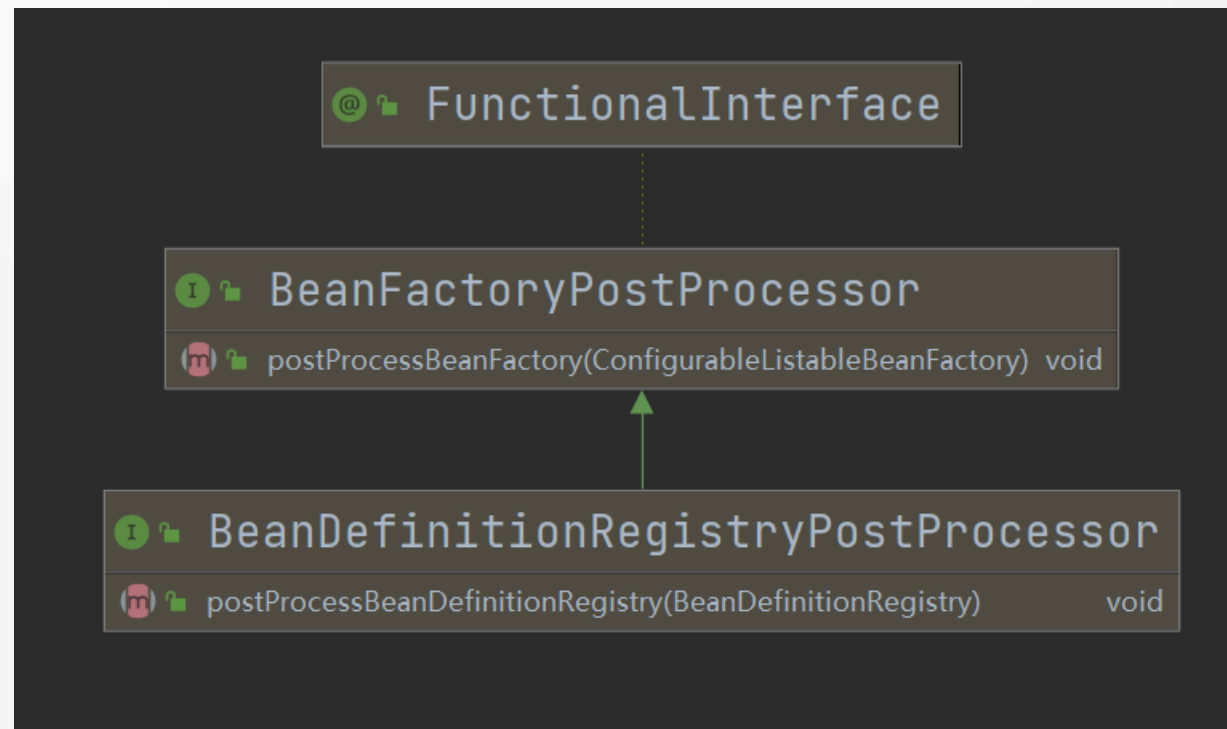 @ FunctionalInterface
I BeanFactoryPostProcessor
m postProcessBeanFactory(ConfigurableListableBeanFactory) void
I BeanDefinitionRegistryPostProcessor
m postProcessBeanDefinitionRegistry(BeanDefinitionRegistry) void